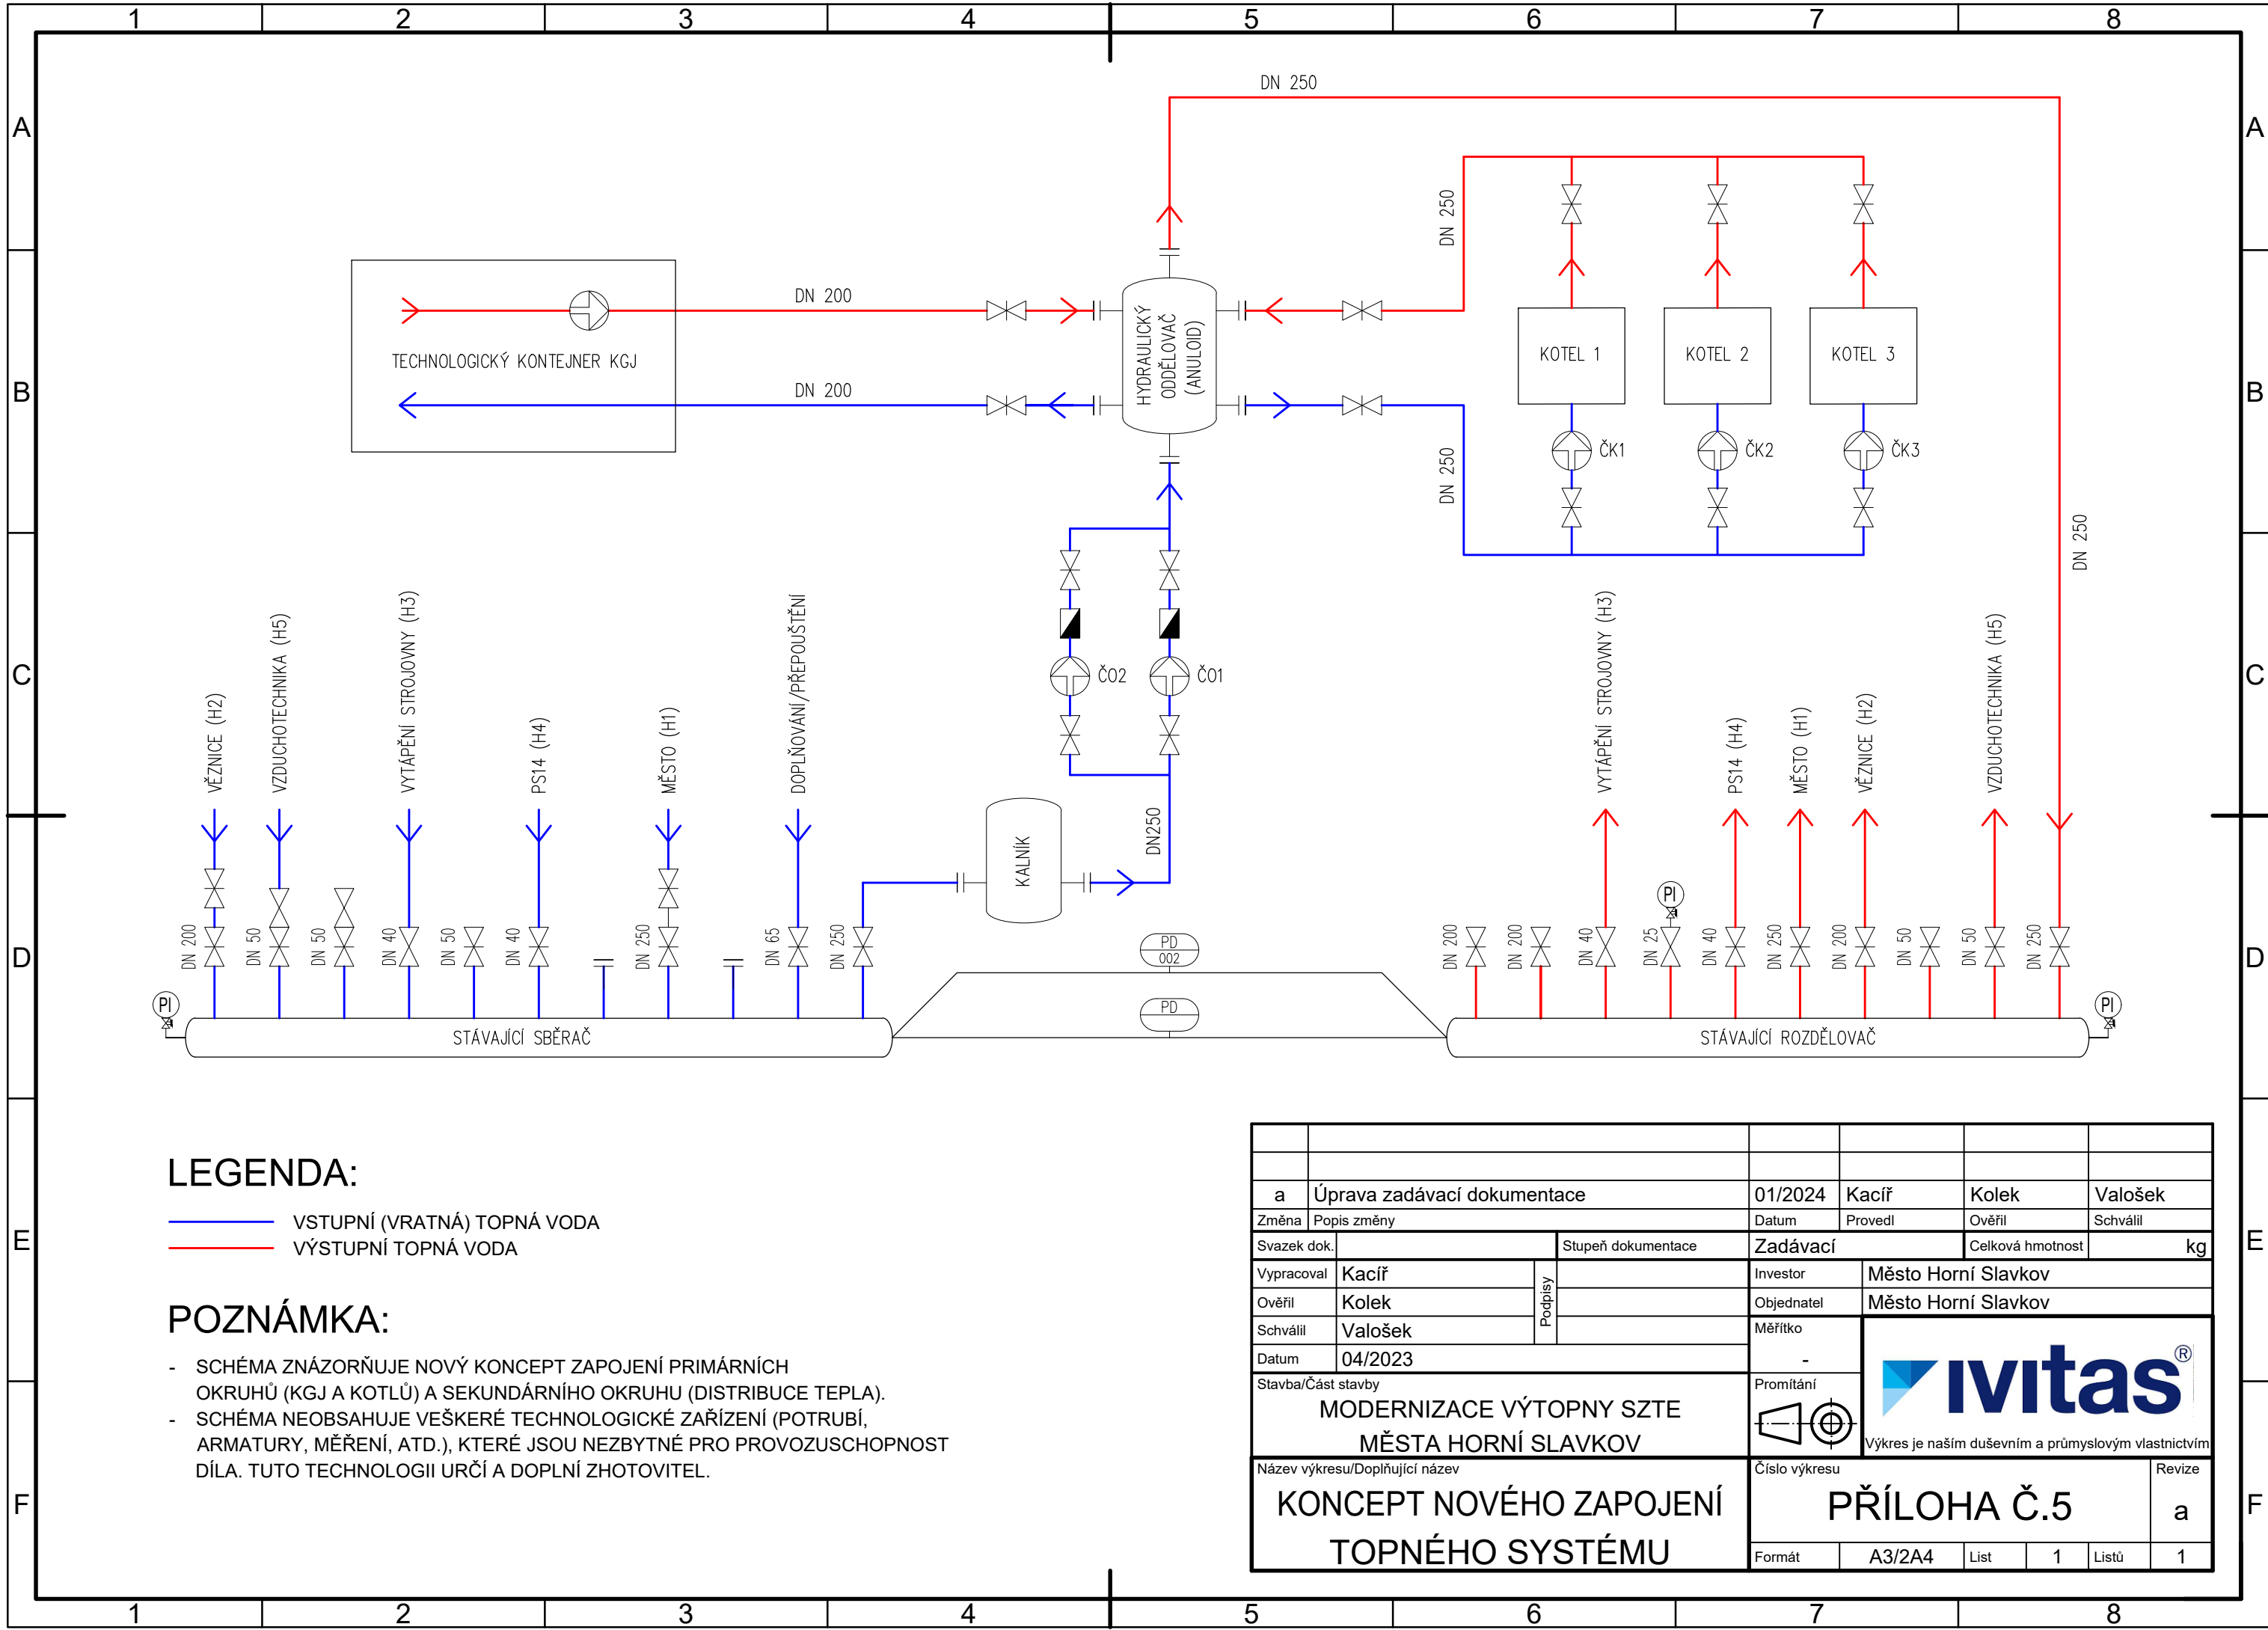 1 2 3 4 5 6 7 8
A A
DN 250
DN 250
DN 200
TECHNOLOGICKÝ KONTEJNER KGJ
DN 200
HYDRAULICKÝ
ODDĚLOVAČ
(ANULOID)
KOTEL 1
KOTEL 2
KOTEL 3
B B
ČK1
ČK2
ČK3
DN 250
DN 250
C C
ČO2
ČO1
VĚZNICE (H2)
VZDUCHOTECHNIKA (H5)
VYTÁPĚNÍ STROJOVNY (H3)
PS14 (H4)
MĚSTO (H1)
DOPLŇOVÁNÍ/PŘEPOUŠTĚNÍ
VYTÁPĚNÍ STROJOVNY (H3)
PS14 (H4)
MĚSTO (H1)
VĚZNICE (H2)
VZDUCHOTECHNIKA (H5)
KALNÍK
DN250
D D
DN 200
DN 50
DN 50
DN 40
DN 50
DN 40
DN 250
DN 65
DN 250
DN 200
DN 200
DN 40
PI
DN 25
DN 40
DN 250
DN 200
DN 50
DN 50
DN 250
PD
002
PD
PI
PI
STÁVAJÍCÍ SBĚRAČ
STÁVAJÍCÍ ROZDĚLOVAČ
LEGENDA:
VSTUPNÍ (VRATNÁ) TOPNÁ VODA
VÝSTUPNÍ TOPNÁ VODA
E E
POZNÁMKA:
- SCHÉMA ZNÁZORŇUJE NOVÝ KONCEPT ZAPOJENÍ PRIMÁRNÍCH
OKRUHŮ (KGJ A KOTLŮ) A SEKUNDÁRNÍHO OKRUHU (DISTRIBUCE TEPLA).
- SCHÉMA NEOBSAHUJE VEŠKERÉ TECHNOLOGICKÉ ZAŘÍZENÍ (POTRUBÍ,
ARMATURY, MĚŘENÍ, ATD.), KTERÉ JSOU NEZBYTNÉ PRO PROVOZUSCHOPNOST
DÍLA. TUTO TECHNOLOGII URČÍ A DOPLNÍ ZHOTOVITEL.
a Úprava zadávací dokumentace 01/2024 Kacíř Kolek Valošek
Změna Popis změny Datum Provedl Ověřil Schválil
Svazek dok. Stupeň dokumentace Zadávací Celková hmotnost kg
Vypracoval Kacíř Podpisy Investor Město Horní Slavkov
Ověřil Kolek Objednatel Město Horní Slavkov
Schválil Valošek Měřítko
Datum 04/2023 -
Stavba/Část stavby Promítání
MODERNIZACE VÝTOPNY SZTE
MĚSTA HORNÍ SLAVKOV
ivitas®
Výkres je naším duševním a průmyslovým vlastnictvím
Název výkresu/Doplňující název Číslo výkresu Revize
KONCEPT NOVÉHO ZAPOJENÍ
TOPNÉHO SYSTÉMU
PŘÍLOHA Č.5 a
Formát A3/2A4 List 1 Listů 1
F F
1 2 3 4 5 6 7 8